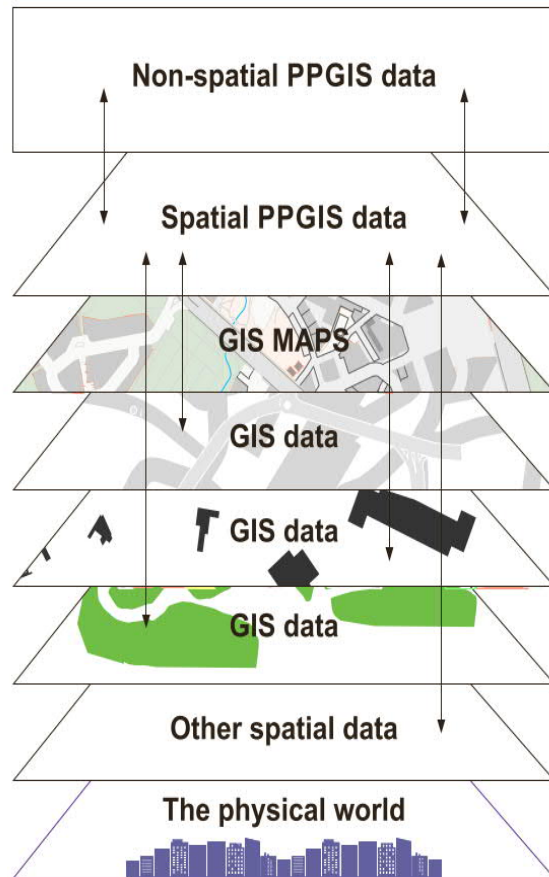 Non-spatial PPGIS data
Spatial PPGIS data
GIS MAPS
GIS data
GIS data
GIS data
Other spatial data
The physical world